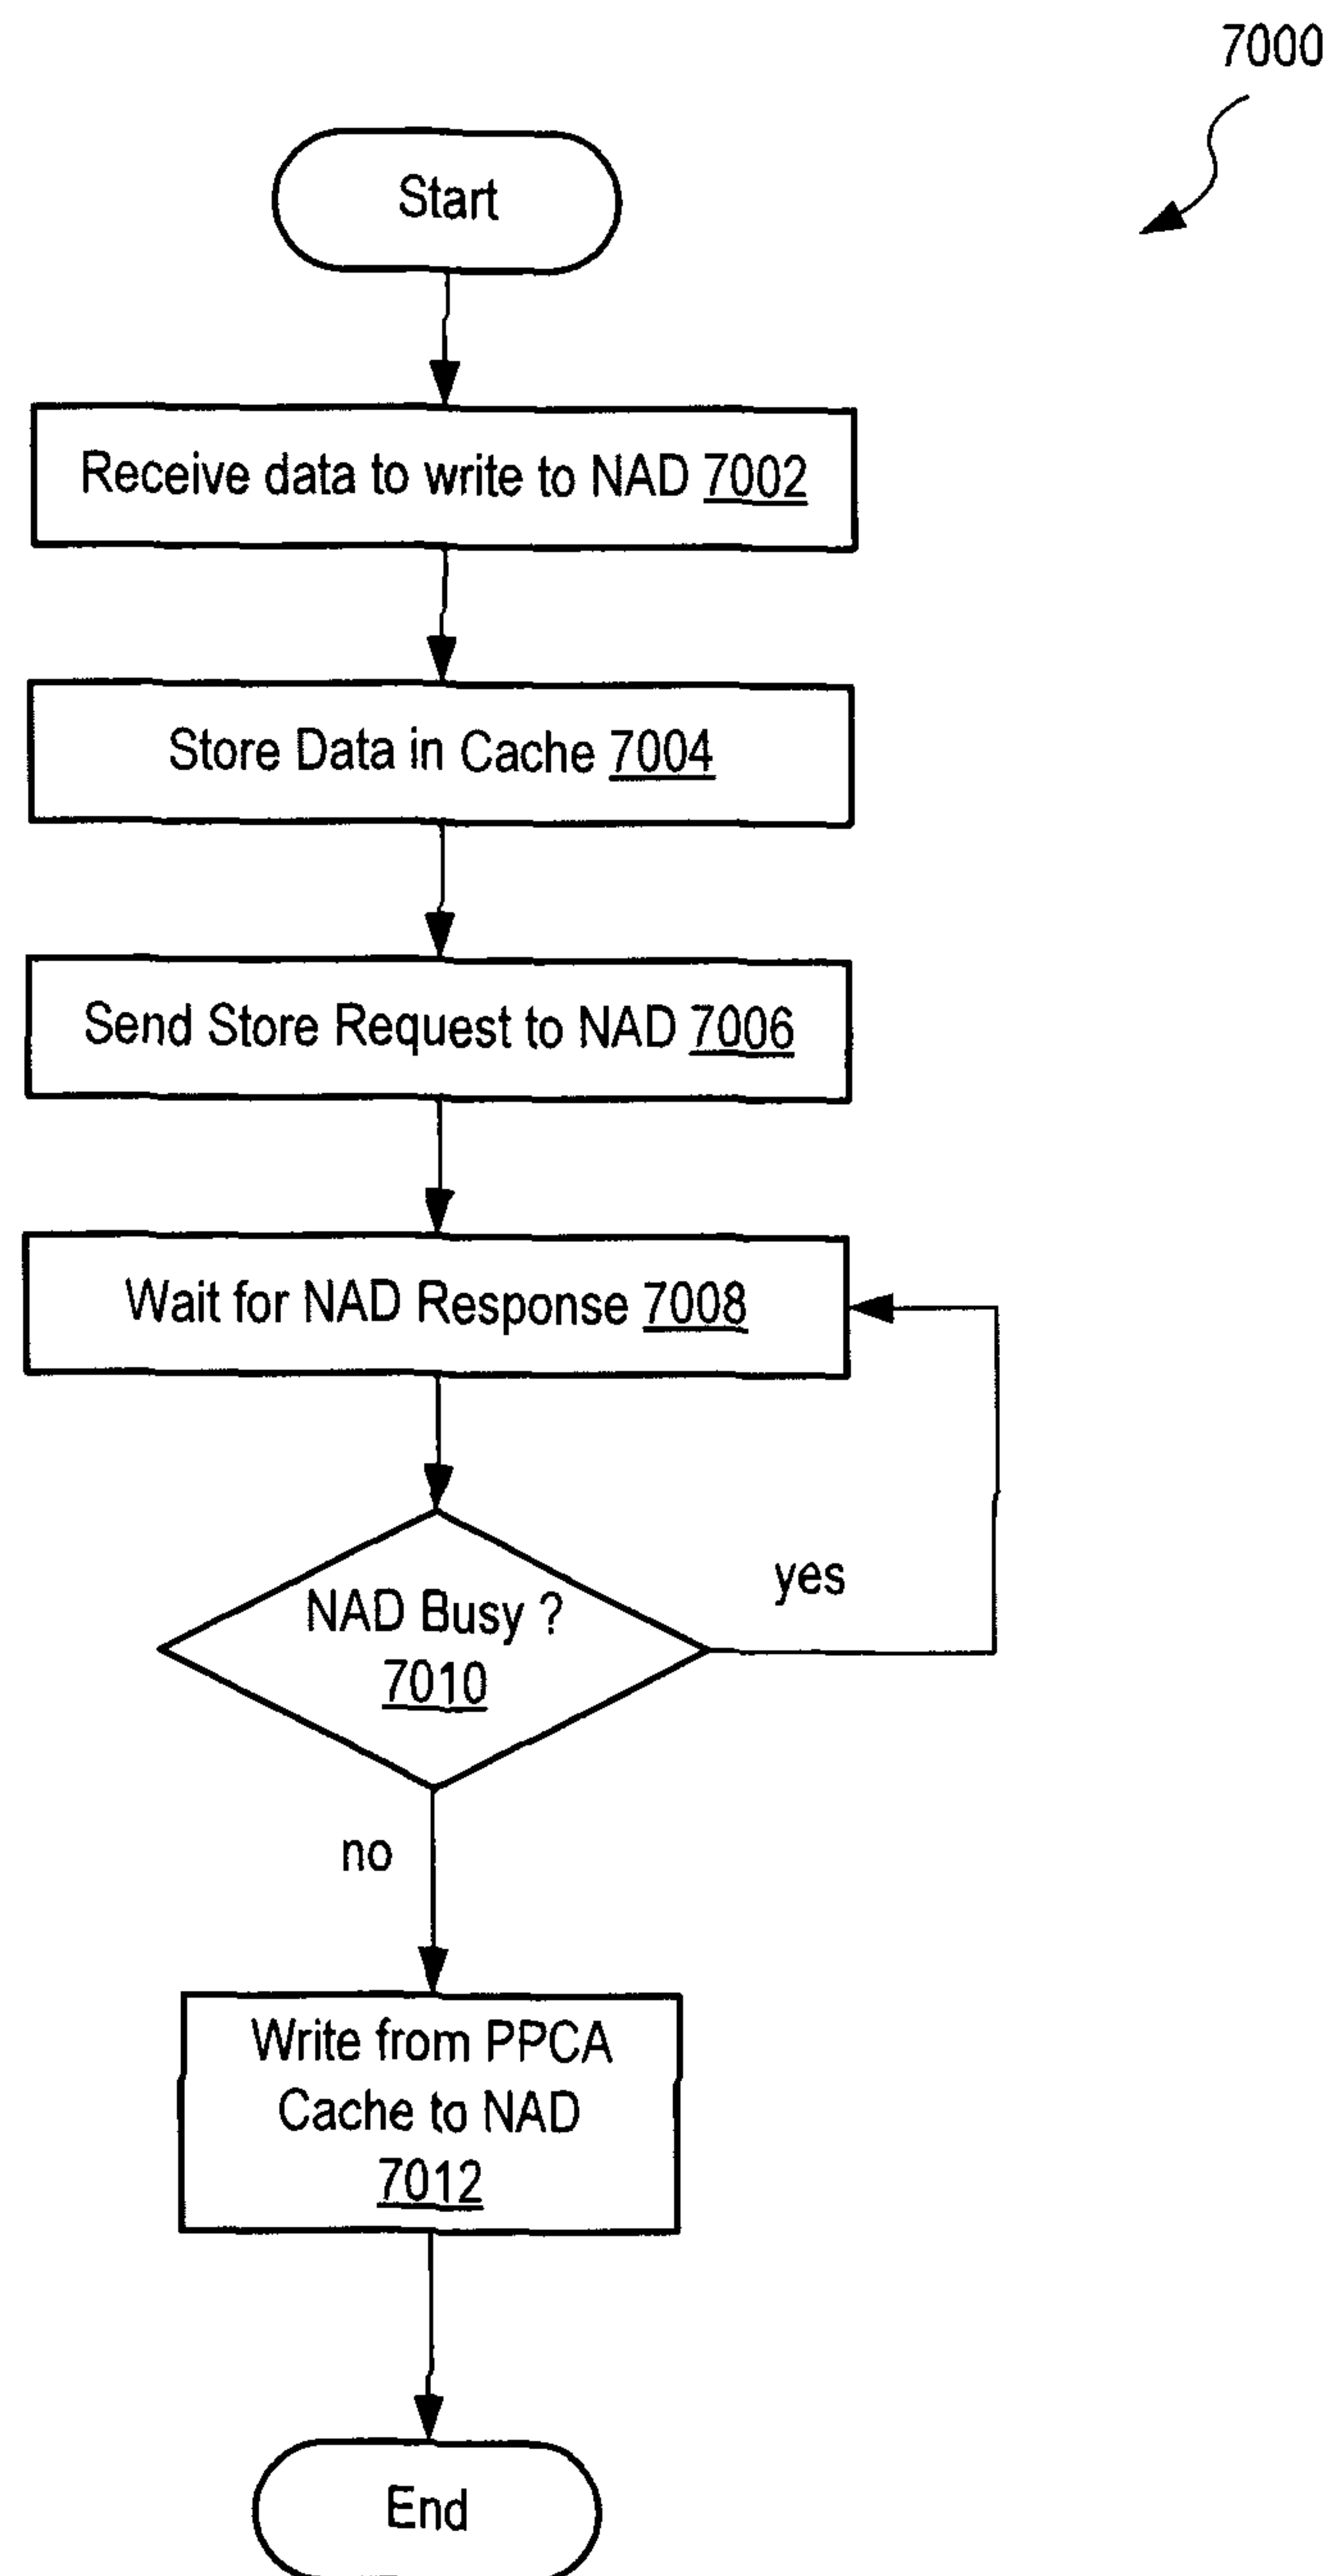 7000
Start
Receive data to write to NAD 7002
Store Data in Cache 7004
Send Store Request to NAD 7006
Wait for NAD Response 7008
yes
NAD Busy ?
7010
no
Write from PPCA
Cache to NAD
7012
End